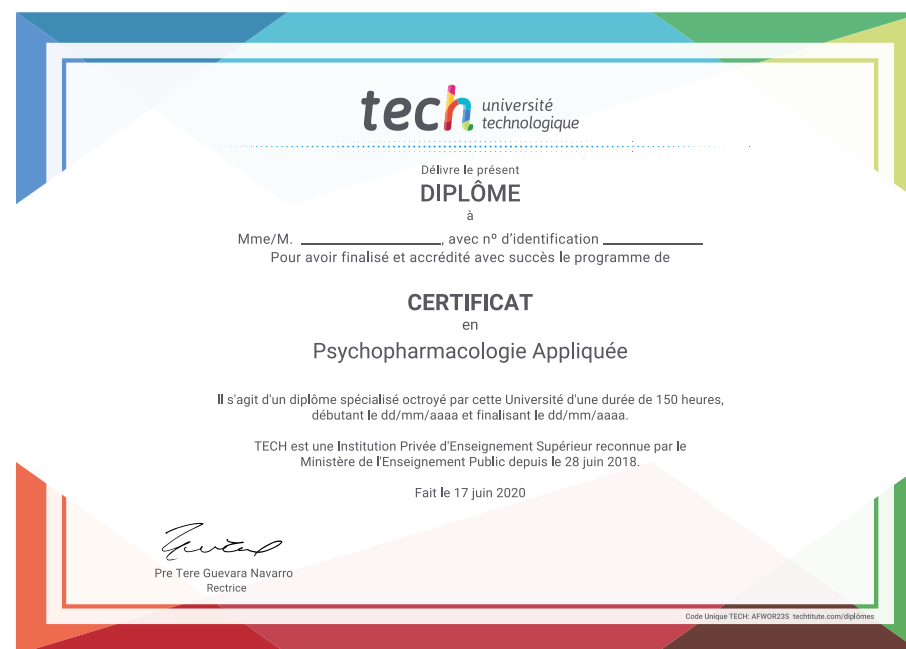 tech université
technologique
Délivre le présent
DIPLÔME
à
Mme/M. ____________________, avec nº d'identification ______________
Pour avoir finalisé et accrédité avec succès le programme de
CERTIFICAT
en
Psychopharmacologie Appliquée
Il s'agit d'un diplôme spécialisé octroyé par cette Université d'une durée de 150 heures,
débutant le dd/mm/aaaa et finalisant le dd/mm/aaaa.
TECH est une Institution Privée d'Enseignement Supérieur reconnue par le
Ministère de l'Enseignement Public depuis le 28 juin 2018.
Fait le 17 juin 2020
Pre Tere Guevara Navarro
Rectrice
Code Unique TECH: AFWOR23S techtitute.com/diplômes